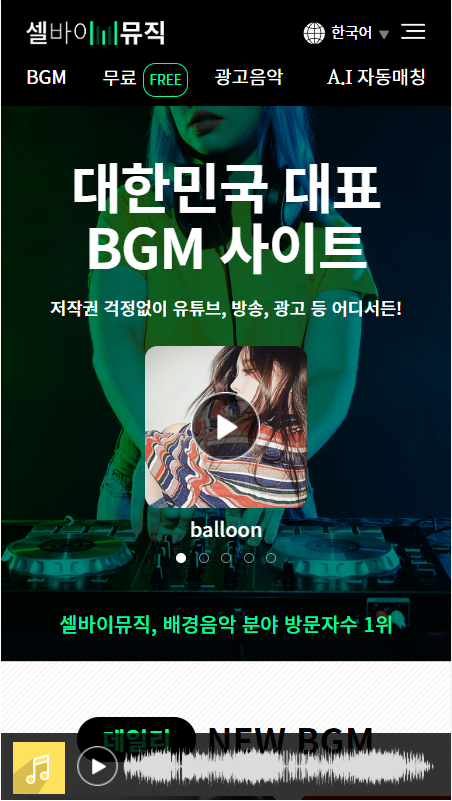 셀바이뮤직
한국어 ▼
BGM 무료 FREE 광고음악 A.I 자동매칭
대한민국 대표
BGM 사이트
저작권 걱정없이 유튜브, 방송, 광고 등 어디서든!
balloon
셀바이뮤직, 배경음악 분야 방문자수 1위
데일리 NEW BGM